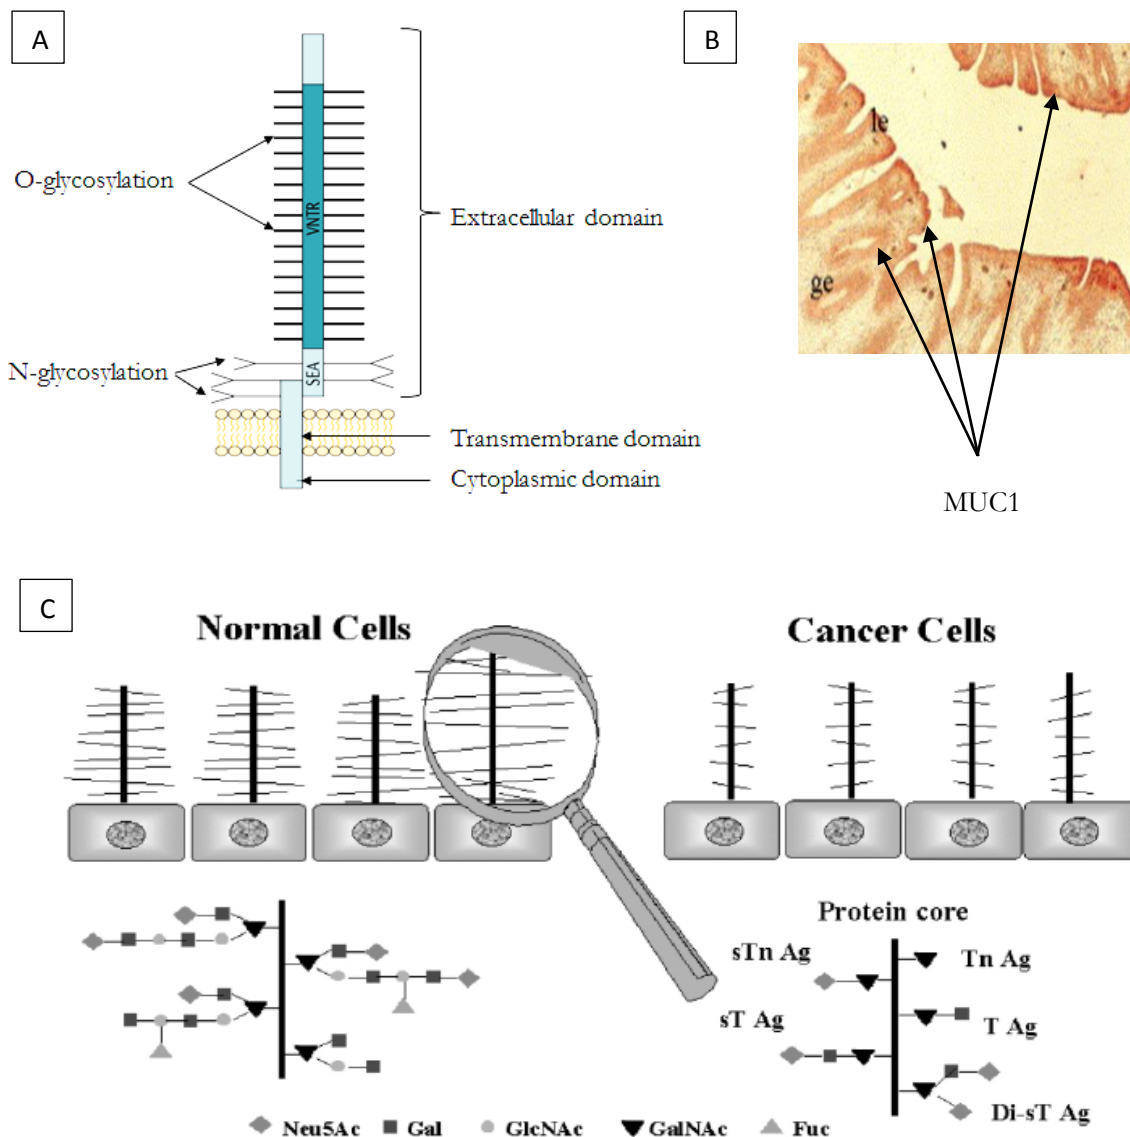 A
O-glycosylation
VNTR
Extracellular domain
N-glycosylation
SEA
Transmembrane domain
Cytoplasmic domain
B
le
ge
MUC1
C
Normal Cells
Cancer Cells
Protein core
sTn Ag
Tn Ag
sT Ag
T Ag
Di-sT Ag
Neu5Ac
Gal
GlcNAc
GalNAc
Fuc